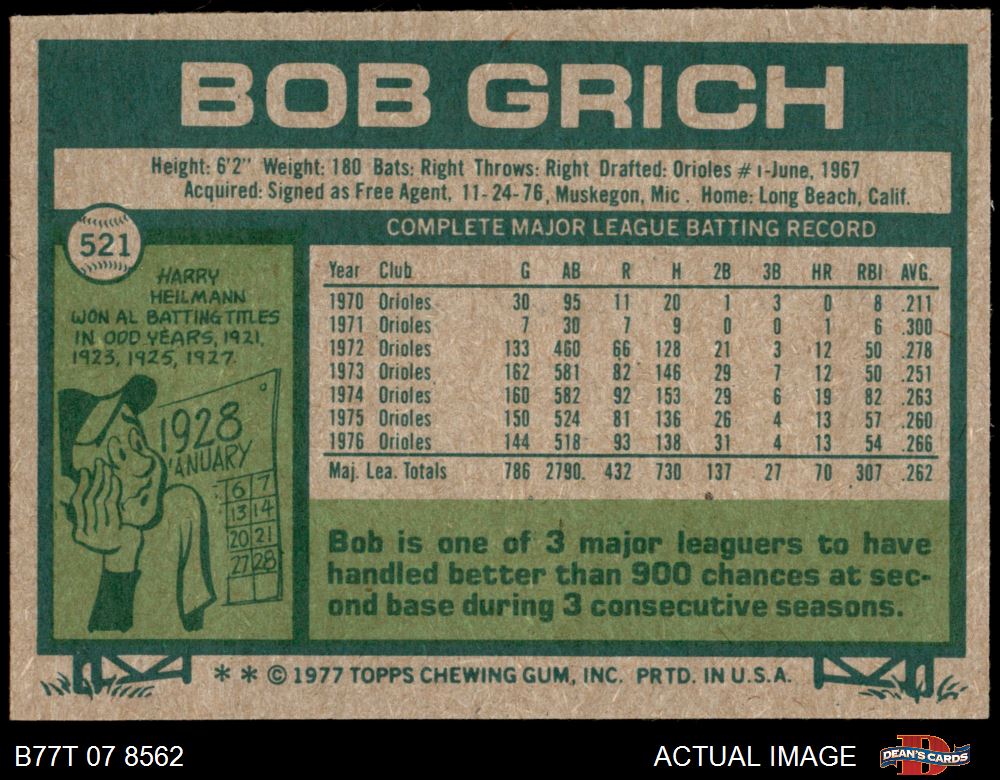 BOB GRICH
Height: 6'2" Weight: 180 Bats: Right Throws: Right Drafted: Orioles #1-June, 1967
Acquired: Signed as Free Agent, 11-24-76, Muskegon, Mic. Home: Long Beach, Calif.
521
HARRY
HEILMANN
WON AL BATTING TITLES
IN ODD YEARS, 1921,
1923, 1925, 1927.
1928
JANUARY
6 7
13 14
20 21
27 28
COMPLETE MAJOR LEAGUE BATTING RECORD
Year Club G AB R H 2B 3B HR RBI AVG.
1970 Orioles 30 95 11 20 1 3 0 8 .211
1971 Orioles 7 30 7 9 0 0 1 6 .300
1972 Orioles 133 460 66 128 21 3 12 50 .278
1973 Orioles 162 581 82 146 29 7 12 50 .251
1974 Orioles 160 582 92 153 29 6 19 82 .263
1975 Orioles 150 524 81 136 26 4 13 57 .260
1976 Orioles 144 518 93 138 31 4 13 54 .266
Maj. Lea. Totals 786 2790. 432 730 137 27 70 307 .262
Bob is one of 3 major leaguers to have
handled better than 900 chances at sec-
ond base during 3 consecutive seasons.
** © 1977 TOPPS CHEWING GUM, INC. PRTD. IN U.S.A.
B77T 07 8562
ACTUAL IMAGE
D
DEAN'S CARDS